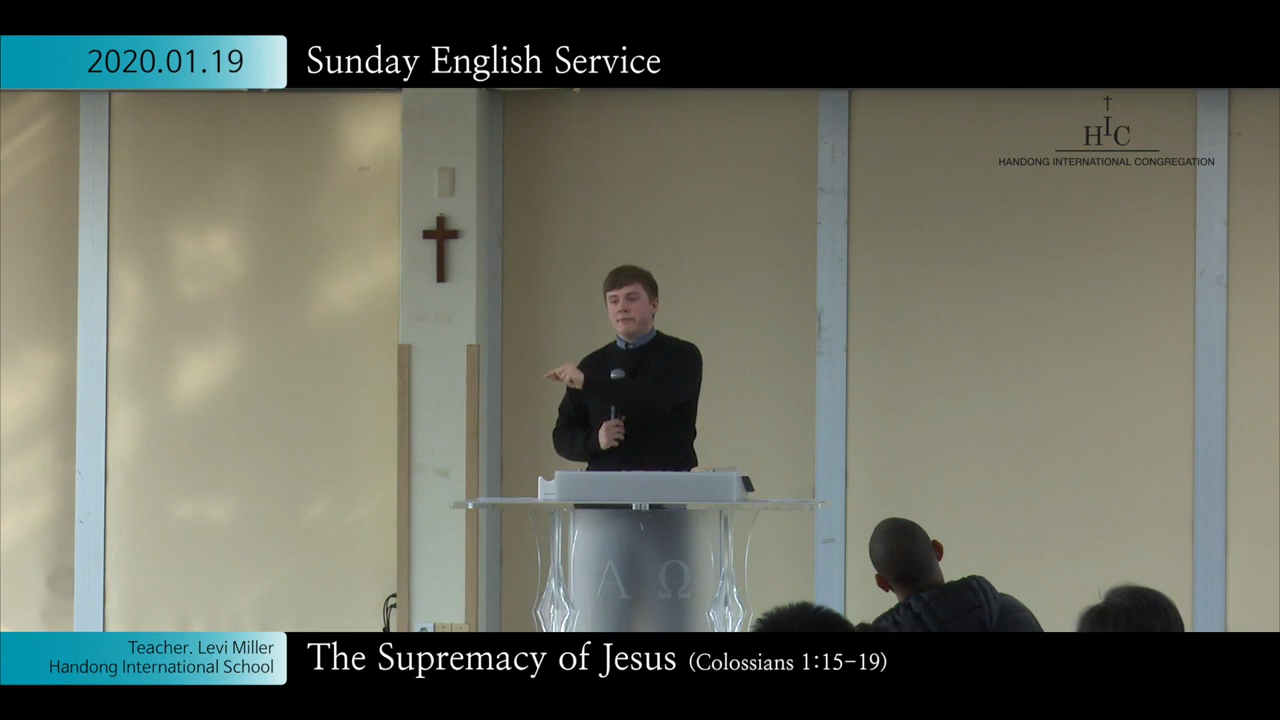 2020.01.19
Sunday English Service
HIC
HANDONG INTERNATIONAL CONGREGATION
Α Ω
Teacher. Levi Miller
Handong International School
The Supremacy of Jesus (Colossians 1:15-19)